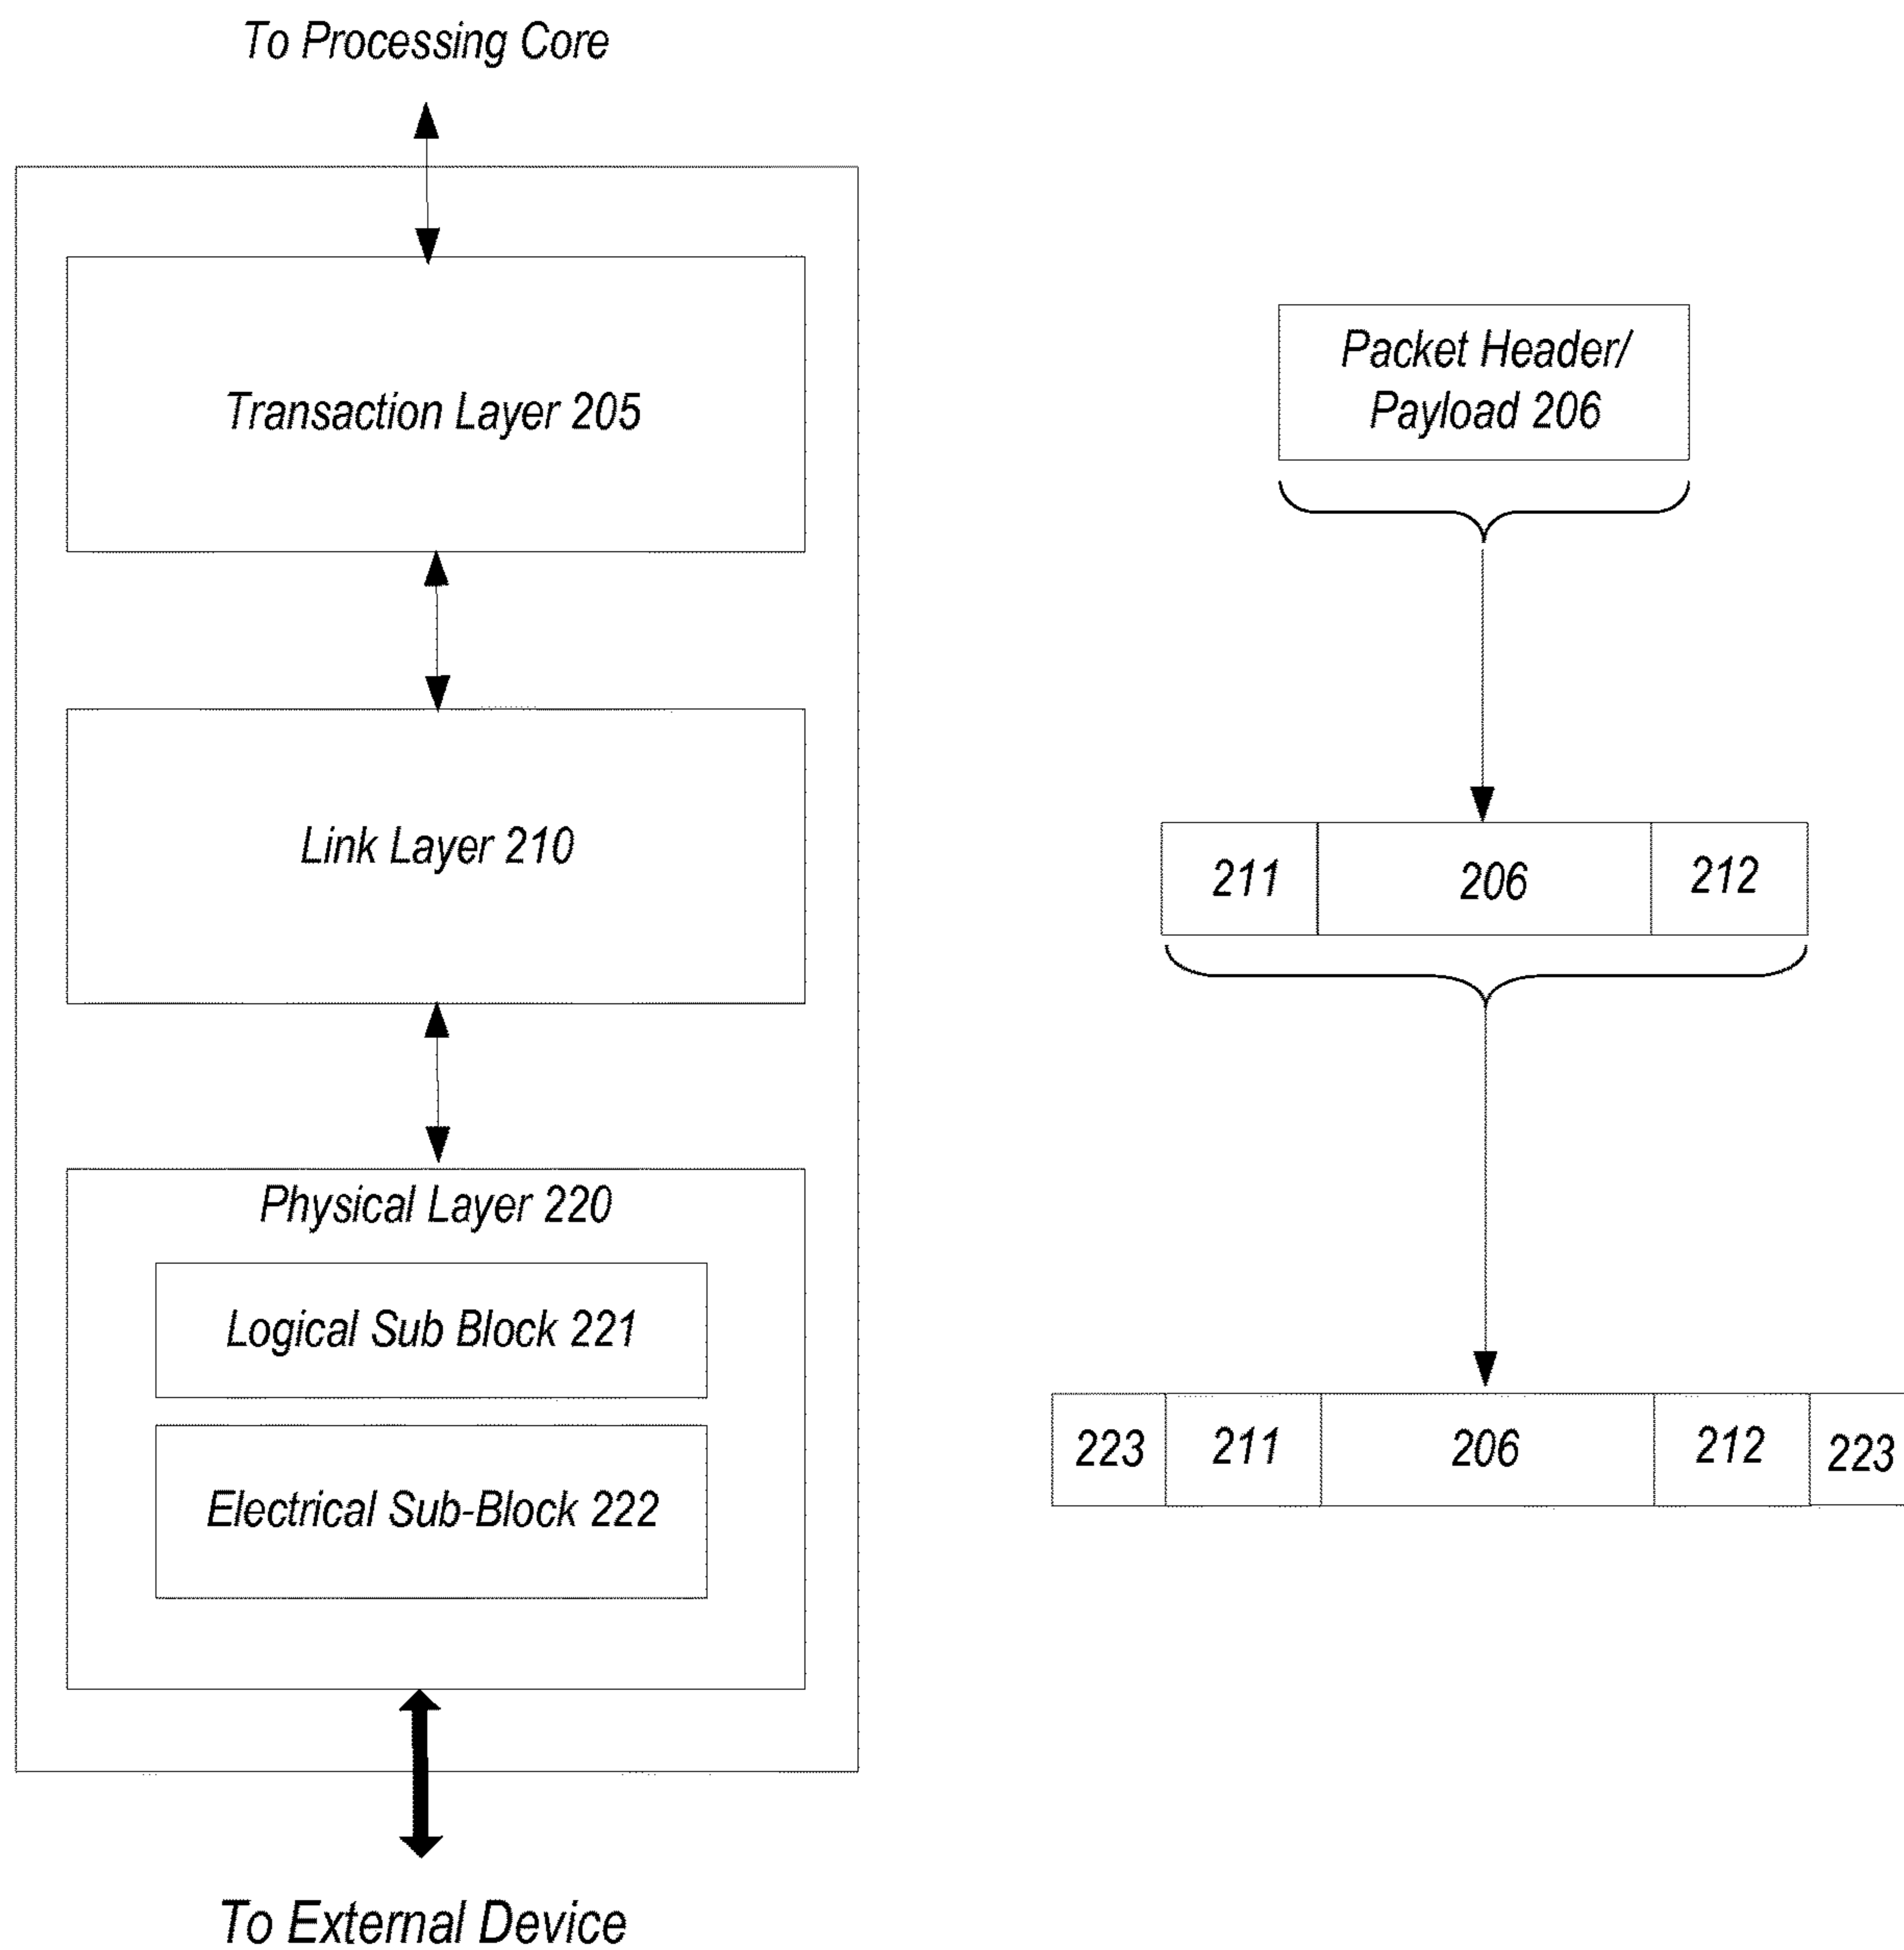 To Processing Core
Transaction Layer 205
Link Layer 210
Physical Layer 220
Logical Sub Block 221
Electrical Sub-Block 222
To External Device
Packet Header/
Payload 206
211 206 212
223 211 206 212 223